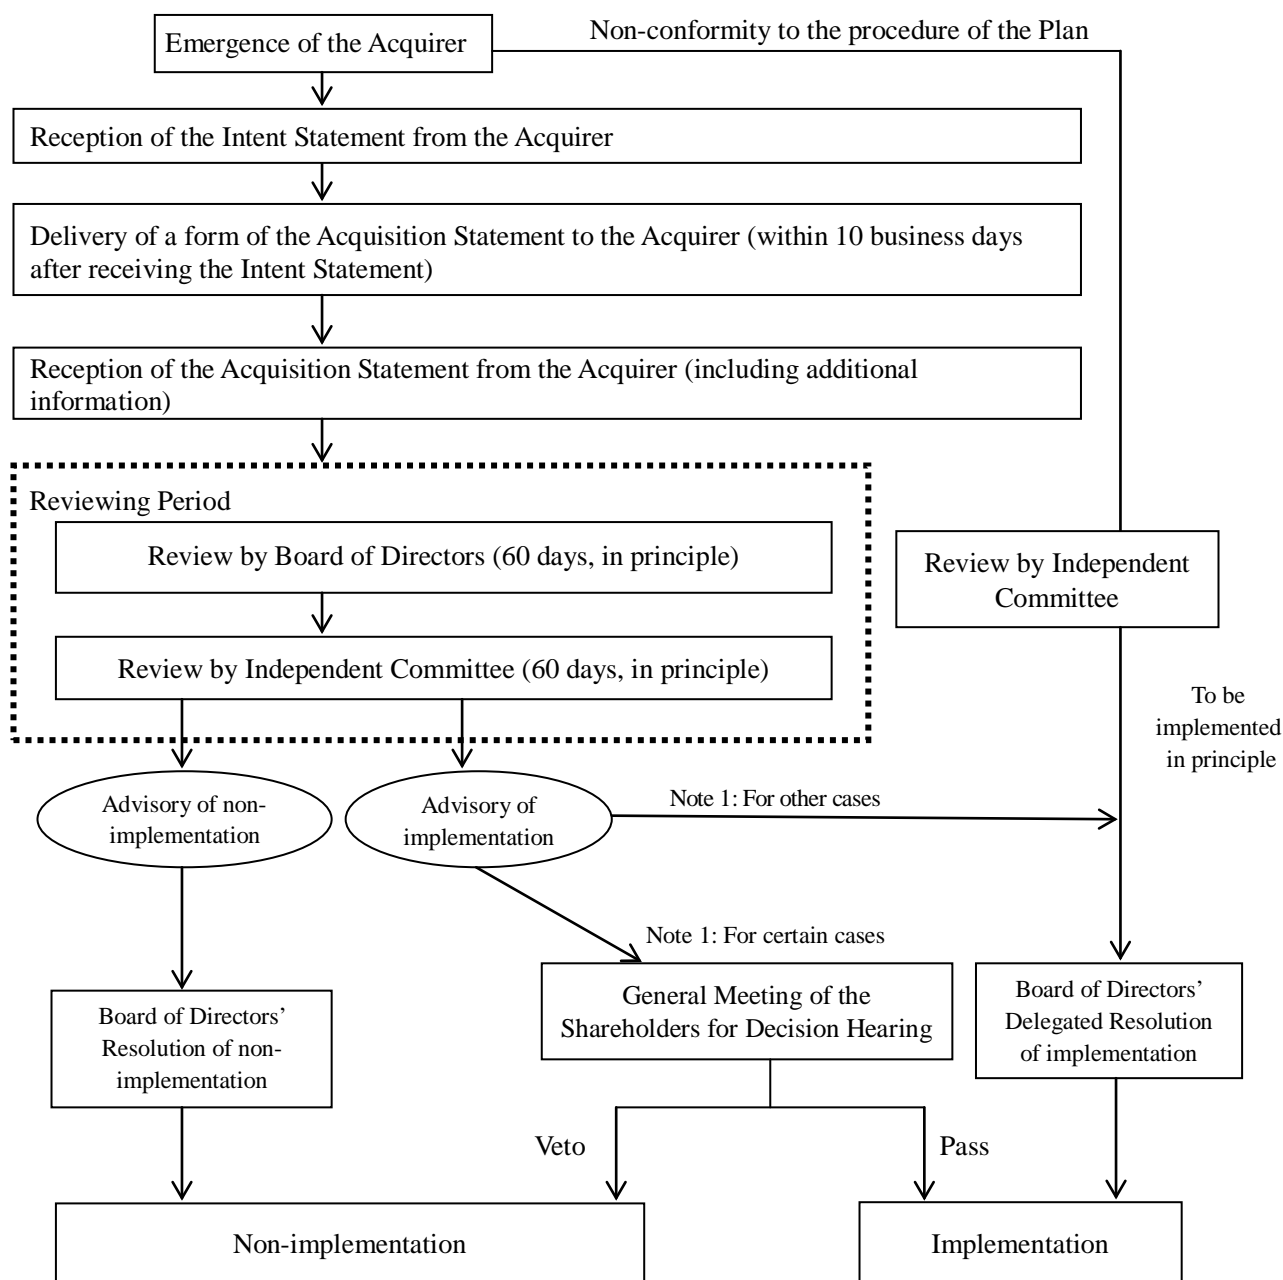 Emergence of the Acquirer
Non-conformity to the procedure of the Plan
Reception of the Intent Statement from the Acquirer
Delivery of a form of the Acquisition Statement to the Acquirer (within 10 business days
after receiving the Intent Statement)
Reception of the Acquisition Statement from the Acquirer (including additional
information)
Reviewing Period
Review by Board of Directors (60 days, in principle)
Review by Independent Committee (60 days, in principle)
Review by Independent
Committee
To be
implemented
in principle
Advisory of non-
implementation
Advisory of
implementation
Note 1: For other cases
Note 1: For certain cases
Board of Directors’
Resolution of non-
implementation
General Meeting of the
Shareholders for Decision Hearing
Board of Directors’
Delegated Resolution
of implementation
Veto
Pass
Non-implementation
Implementation